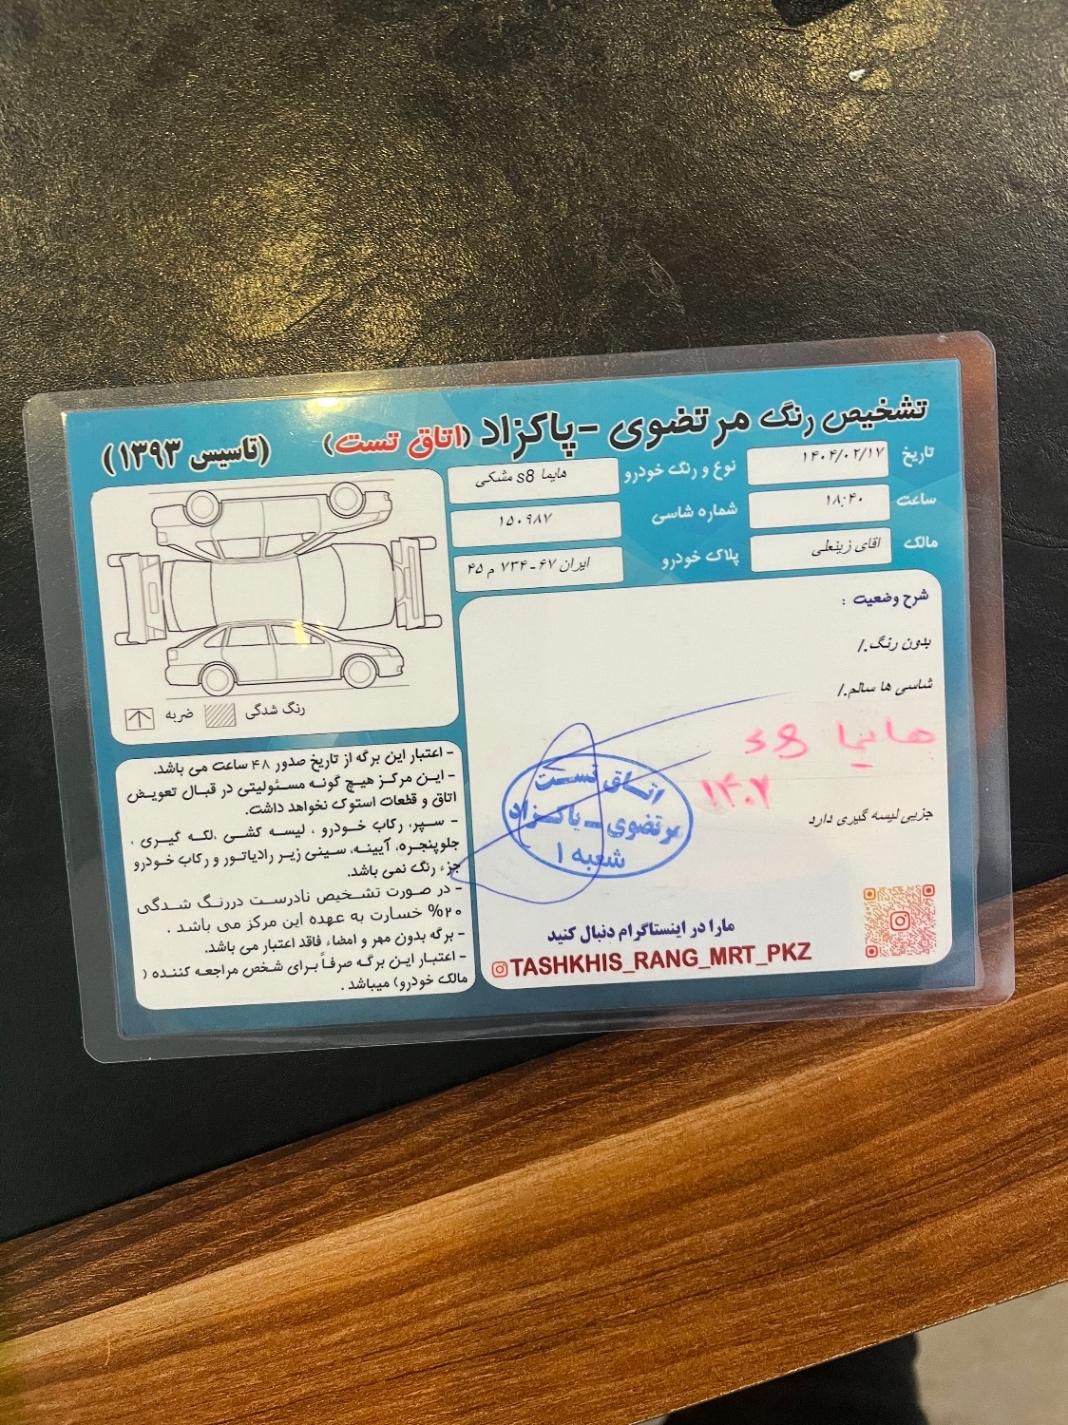 تشخیص رنگ مرتضوی - پاکزاد (اتاق تست) (تاسیس ۱۳۹۳)
تاریخ ۱۴۰۴/۰۲/۱۷ نوع و رنگ خودرو هایما s8 مشکی
ساعت ۱۸:۴۰ شماره شاسی ۱۵۰۹۸۷
مالک اقای زینعلی پلاک خودرو ایران ۶۷ - ۷۳۴ م ۴۵
شرح وضعیت :
بدون رنگ./
شاسی ها سالم./
هایما s8
۱۴۰۲
جزیی لیسه گیری دارد
اتاق تست
مرتضوی - پاکزاد
شعبه ۱
مارا در اینستاگرام دنبال کنید
TASHKHIS_RANG_MRT_PKZ
رنگ شدگی ضربه
- اعتبار این برگه از تاریخ صدور ۴۸ ساعت می باشد.
- این مرکز هیچ گونه مسئولیتی در قبال تعویض
اتاق و قطعات استوک نخواهد داشت.
- سپر، رکاب خودرو ، لیسه کشی ،لکه گیری ،
جلوپنجره، آیینه، سینی زیر رادیاتور و رکاب خودرو
جزء رنگ نمی باشد.
- در صورت تشخیص نادرست دررنگ شدگی
۲۰% خسارت به عهده این مرکز می باشد .
- برگه بدون مهر و امضاء فاقد اعتبار می باشد.
- اعتبار این برگه صرفاً برای شخص مراجعه کننده (
مالک خودرو) میباشد .